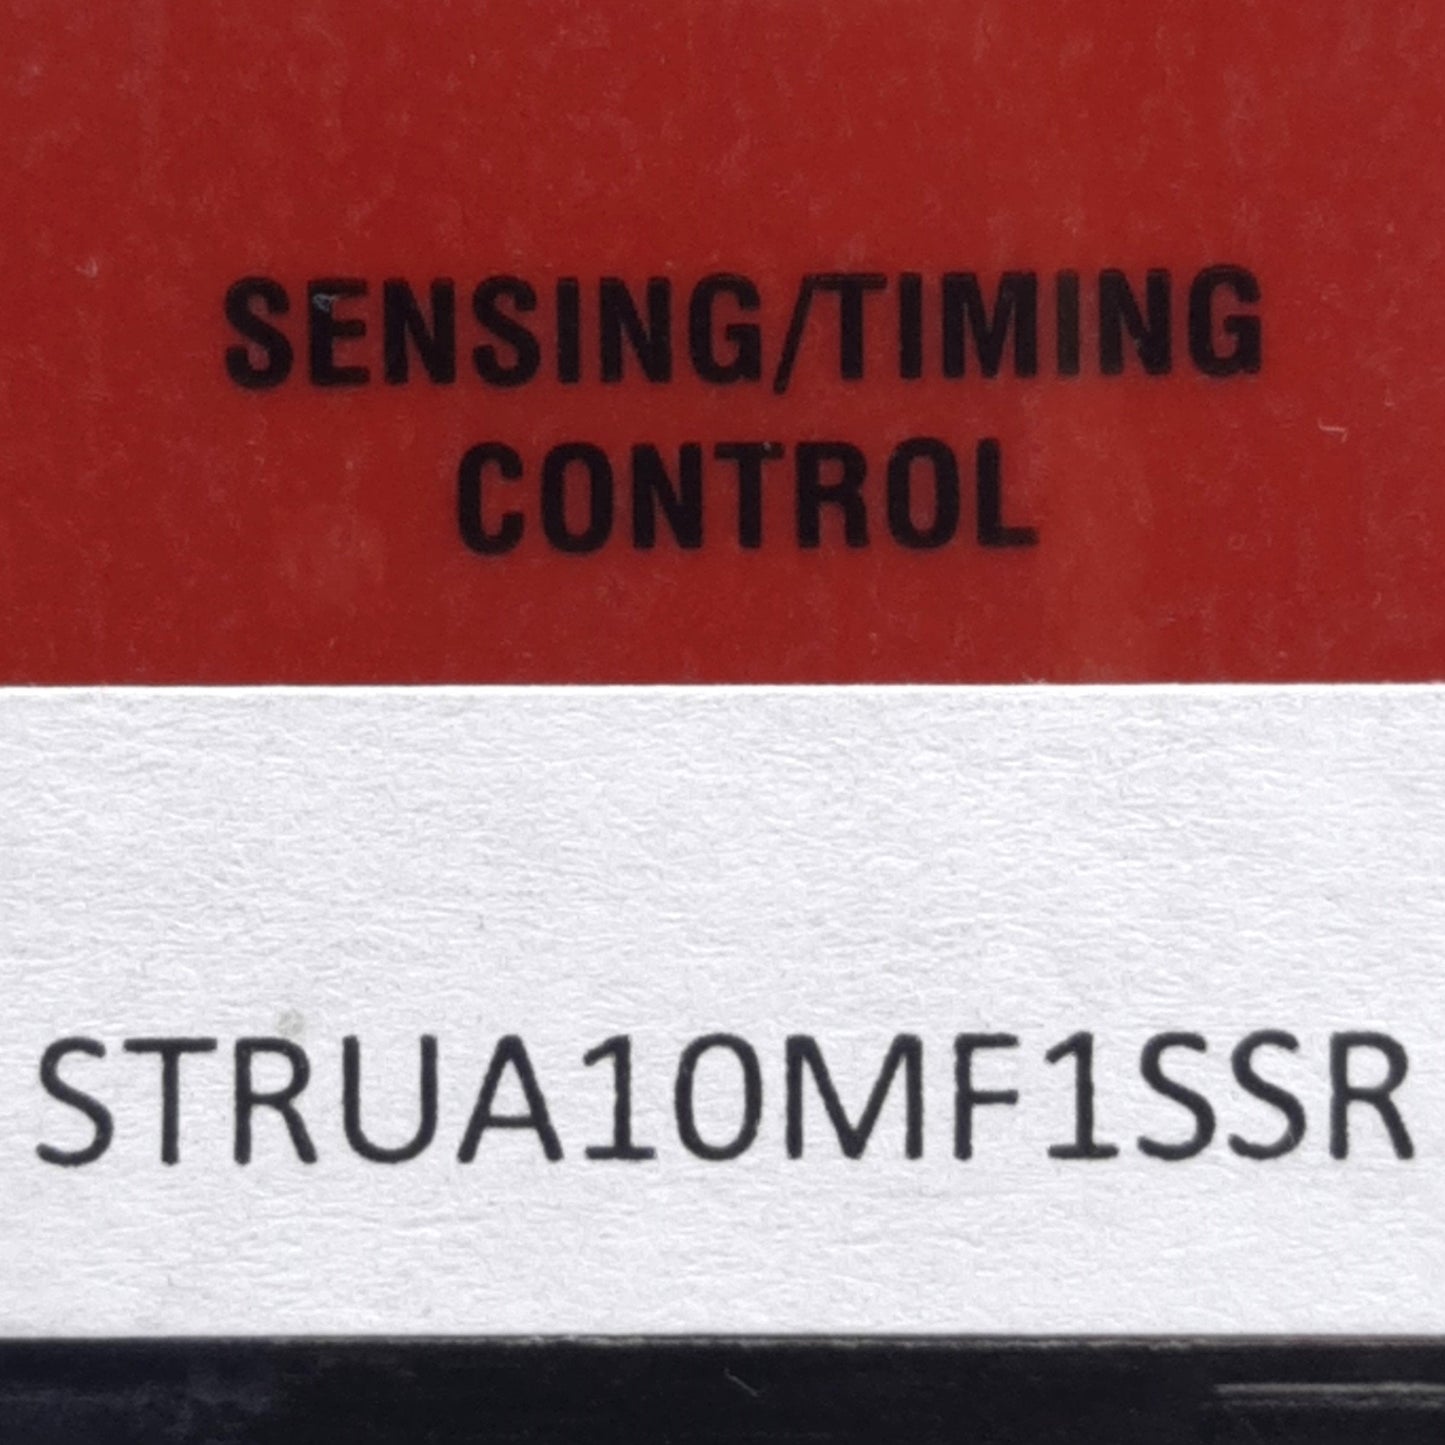 SENSING/TIMING
CONTROL
STRUA10MF1SSR